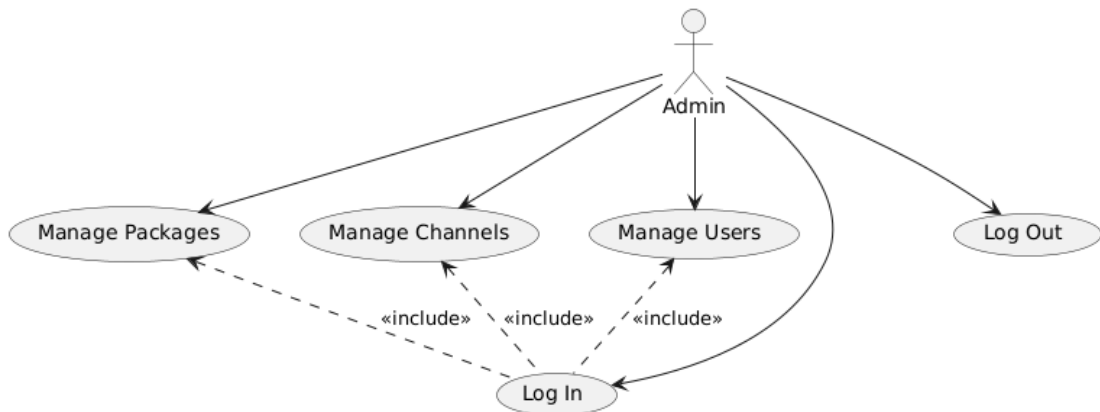 Admin
Manage Packages
Manage Channels
Manage Users
Log Out
«include»
«include»
«include»
Log In